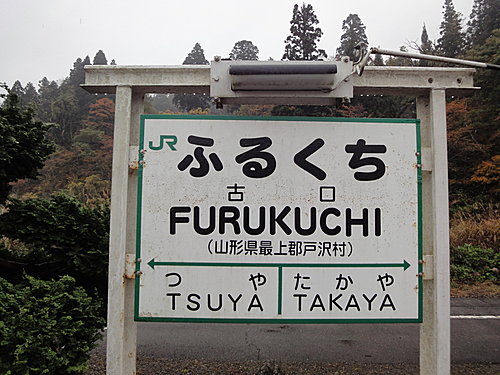 JR ふるくち
古口
FURUKUCHI
(山形県最上郡戸沢村)
つや たかや
TSUYA TAKAYA